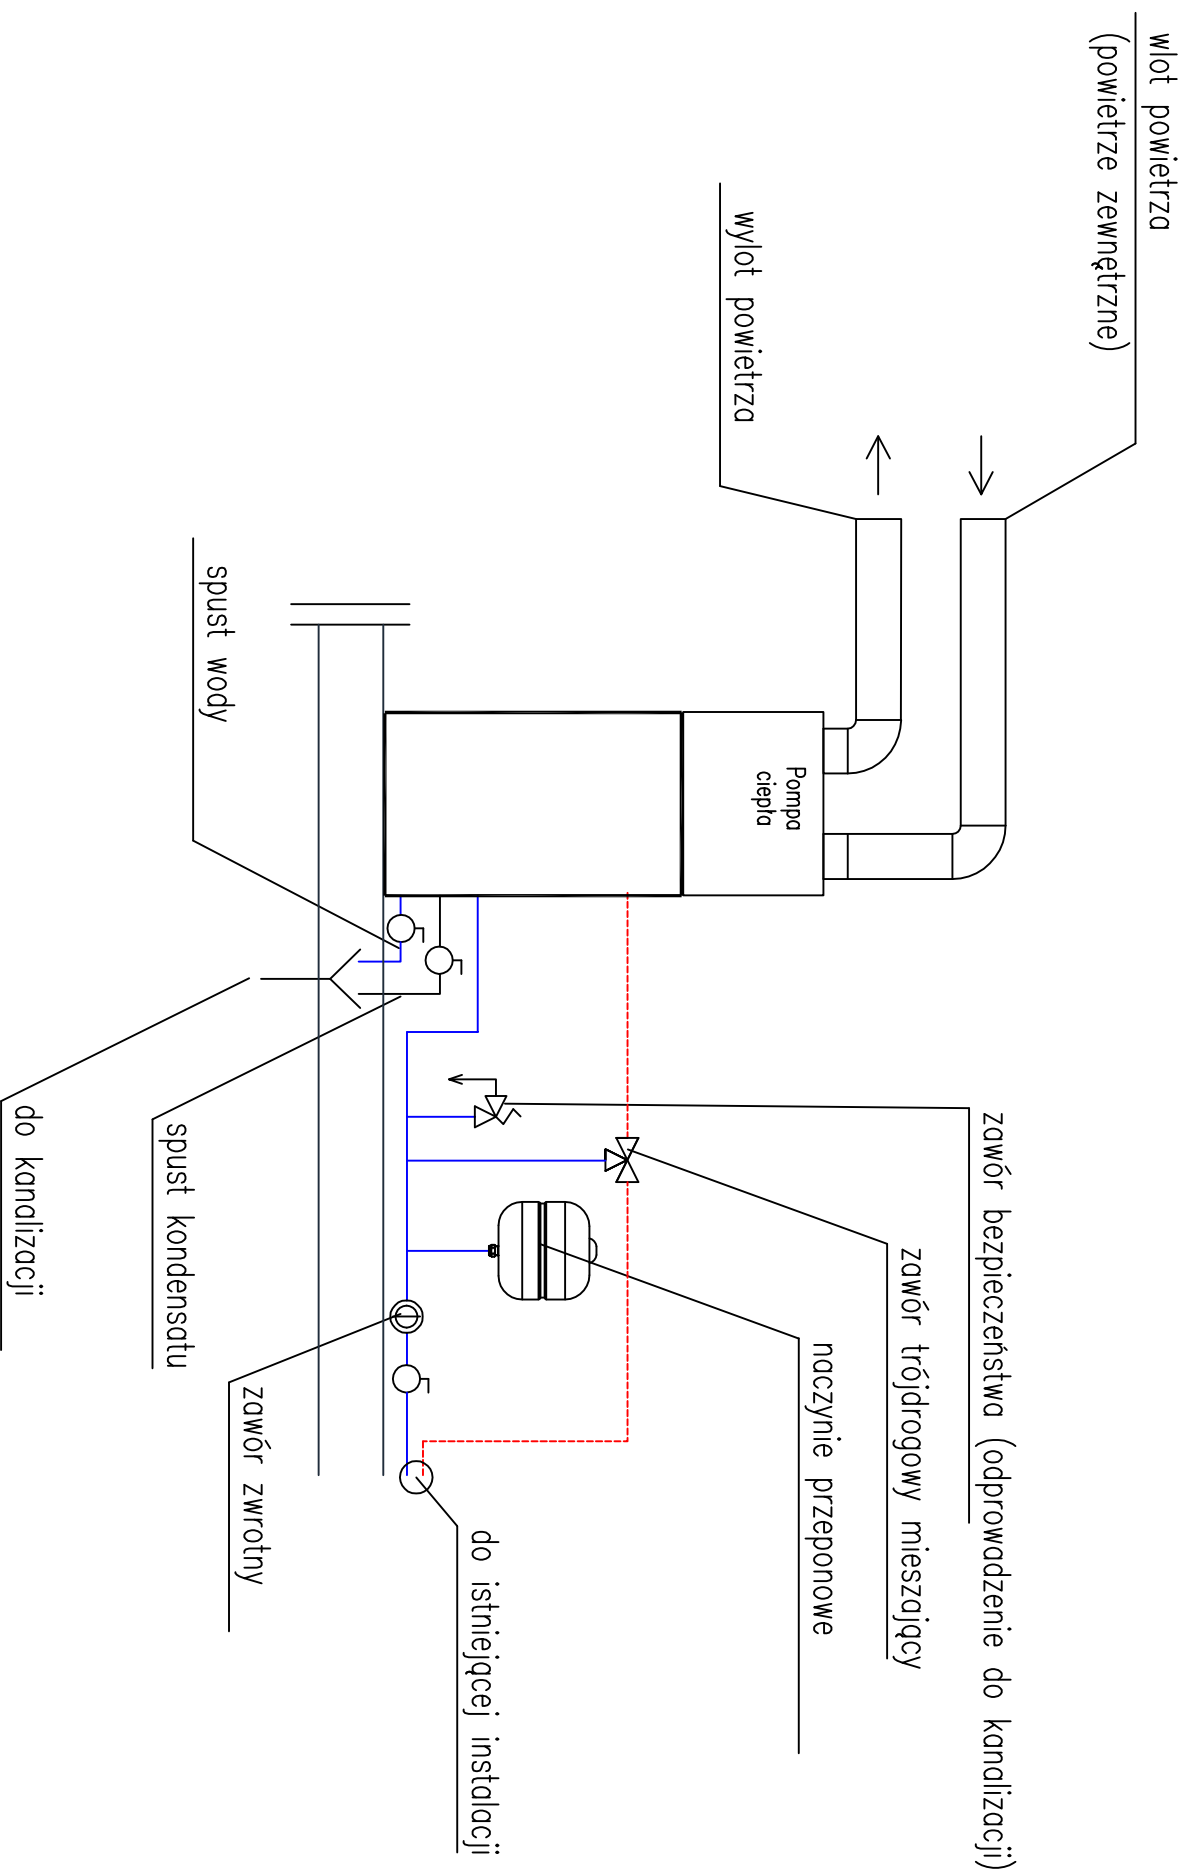 wlot powietrza
(powietrze zewnętrzne)
wylot powietrza
Pompa
ciepła
zawór bezpieczeństwa (odprowadzenie do kanalizacji)
zawór trójdrogowy mieszający
naczynie przeponowe
do istniejącej instalacji
spust wody
zawór zwrotny
spust kondensatu
do kanalizacji